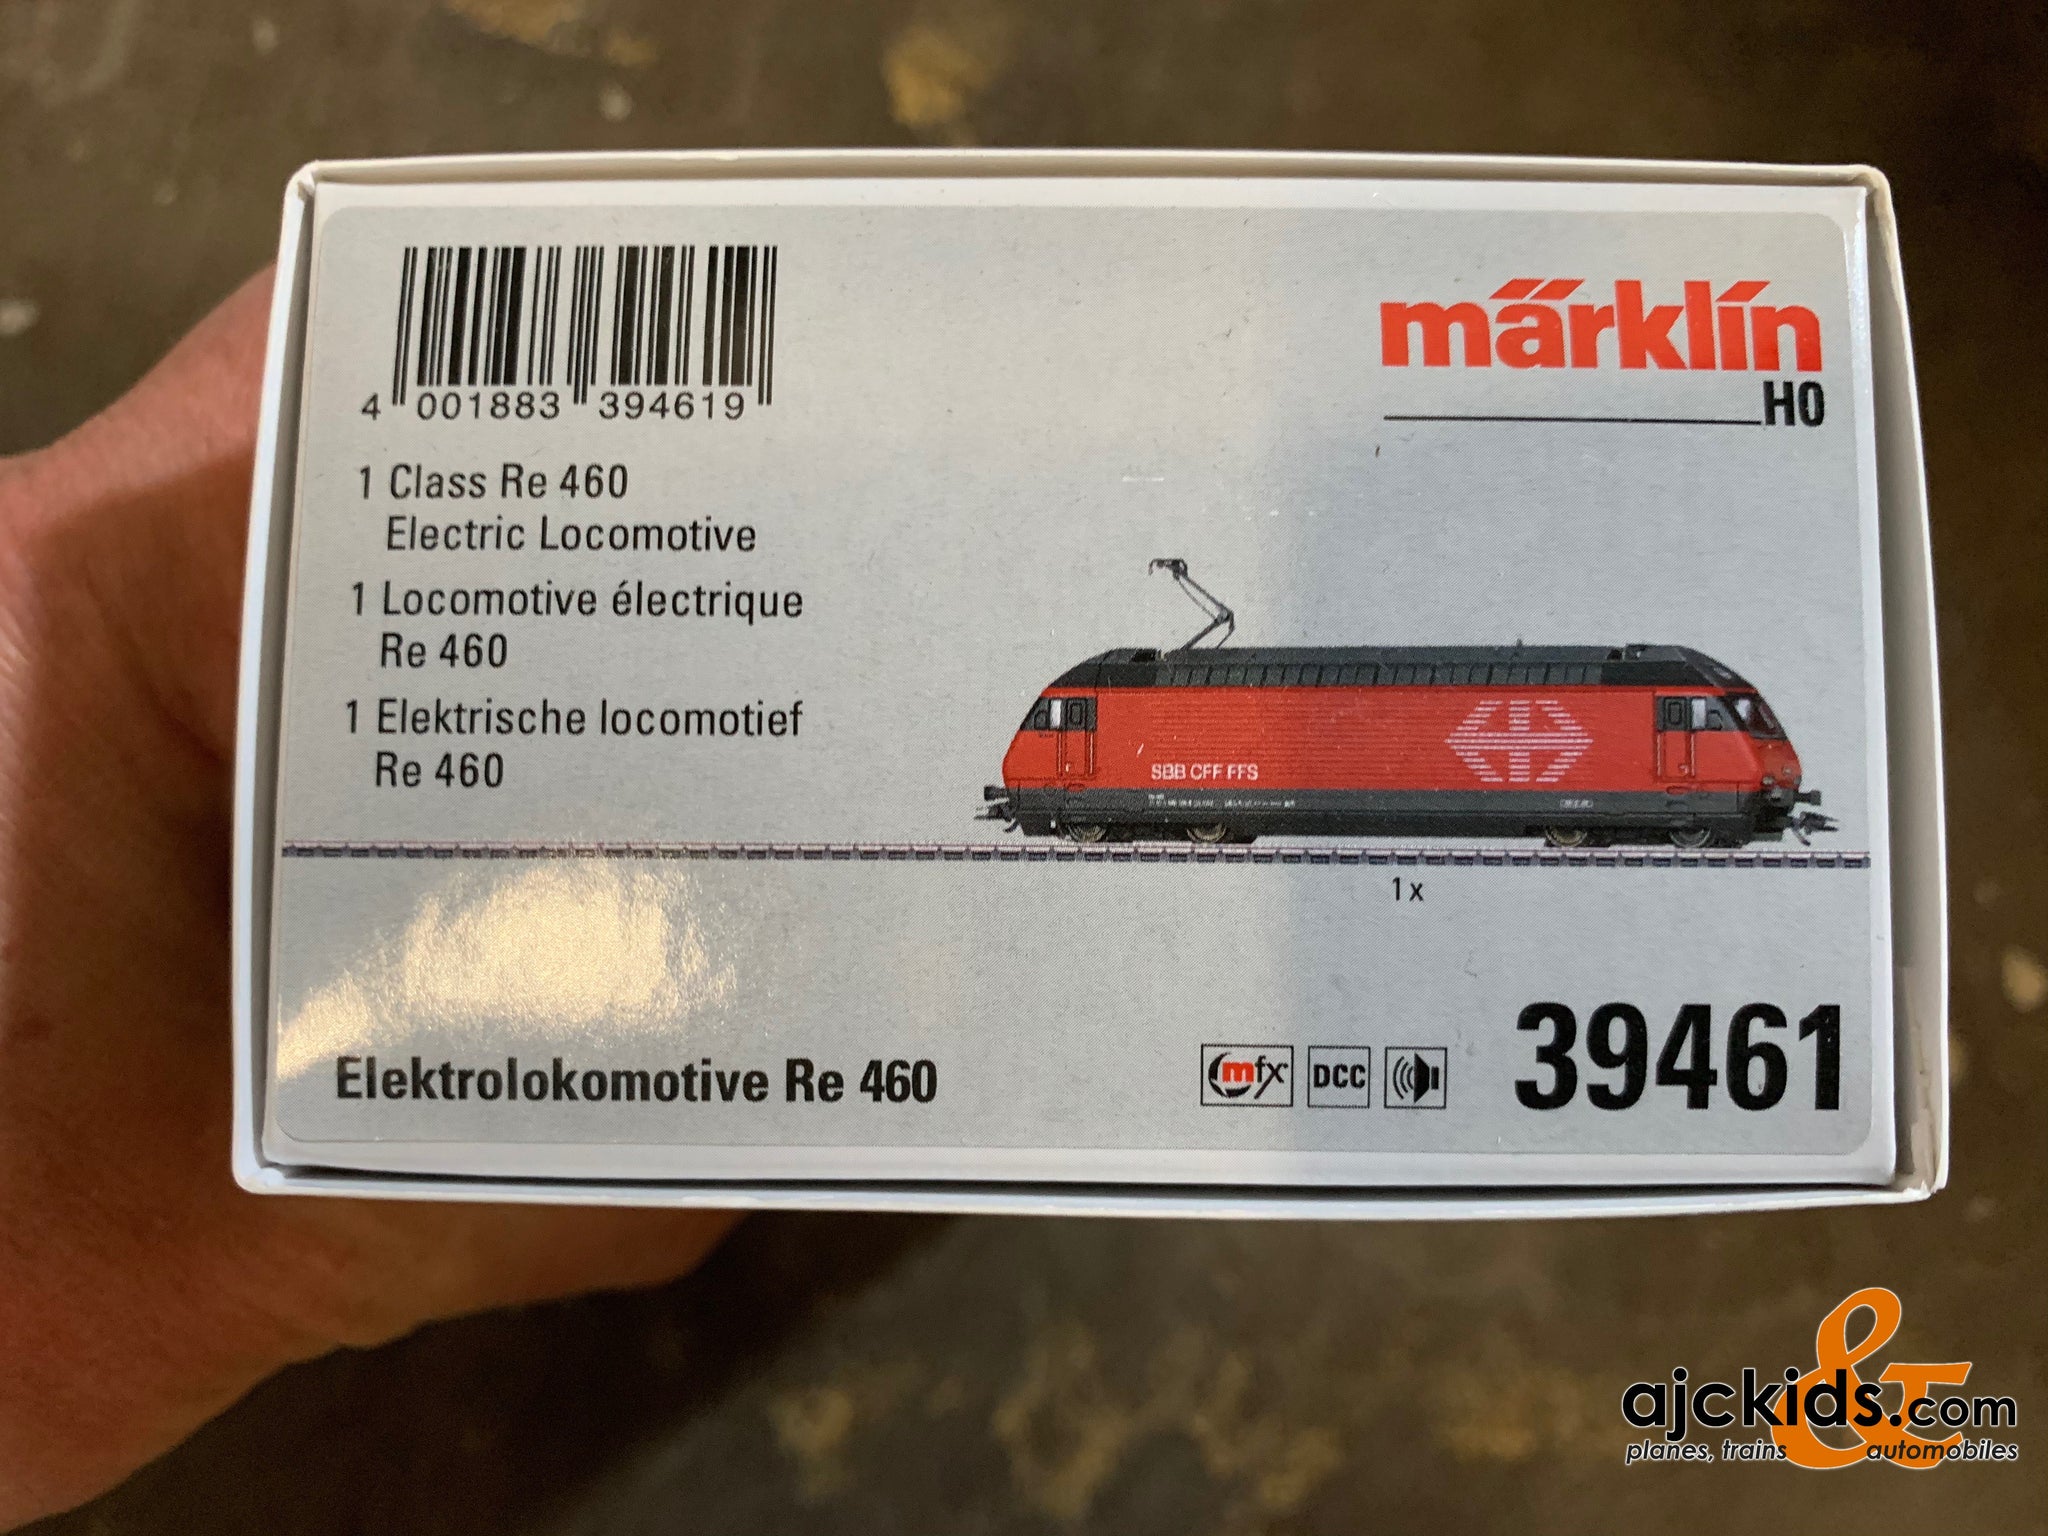 4 001883 394619
märklin
H0
1 Class Re 460
Electric Locomotive
1 Locomotive électrique
Re 460
1 Elektrische locomotief
Re 460
SBB CFF FFS
1 x
Elektrolokomotive Re 460
mfx
DCC
39461
ajckids.com
planes, trains & automobiles